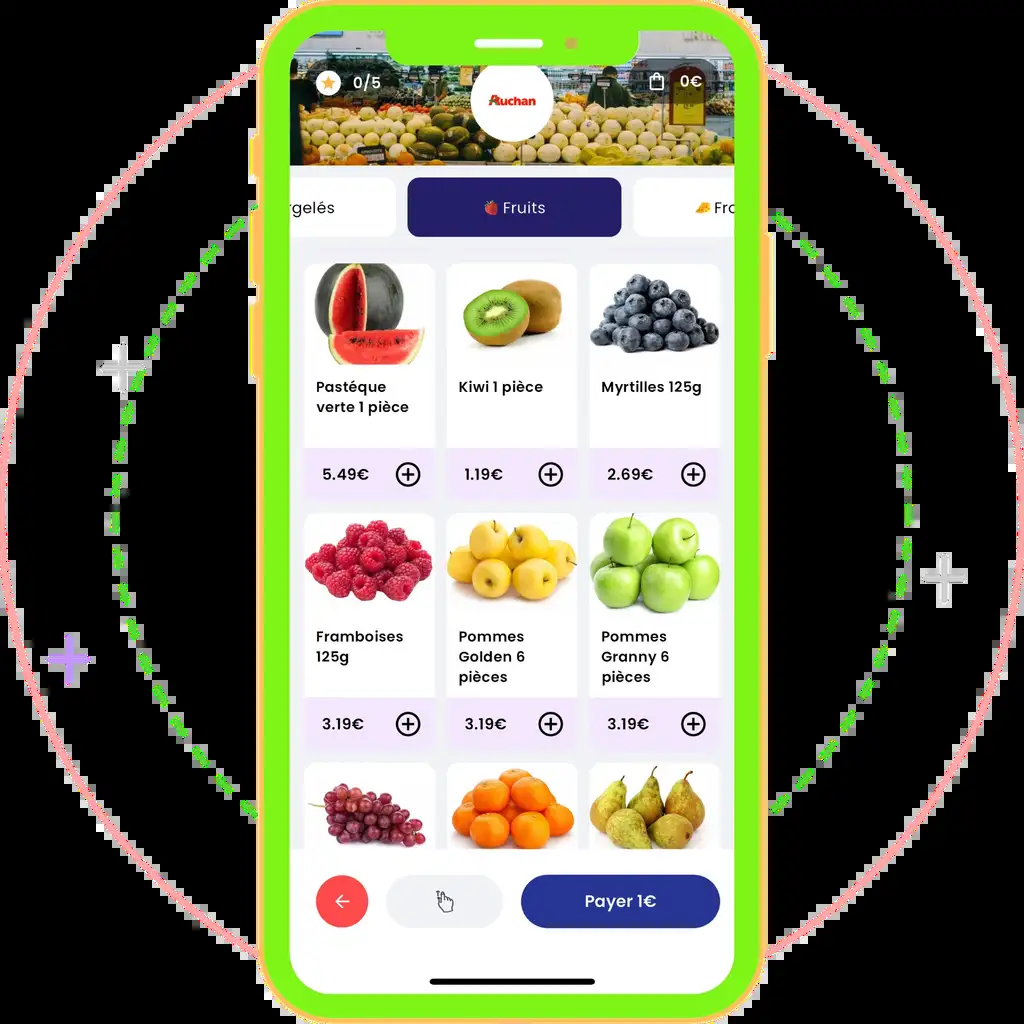 0/5
Auchan
0€
rgelés
Fruits
Fro
Pastéque
verte 1 pièce
Kiwi 1 pièce
Myrtilles 125g
5.49€
1.19€
2.69€
Framboises
125g
Pommes
Golden 6
pièces
Pommes
Granny 6
pièces
3.19€
3.19€
3.19€
Payer 1€